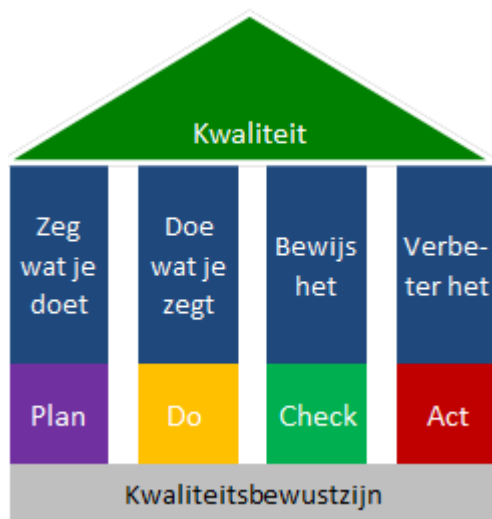 Kwaliteit
Zeg
wat je
doet
Doe
wat je
zegt
Bewijs
het
Verbe-
ter het
Plan
Do
Check
Act
Kwaliteitsbewustzijn